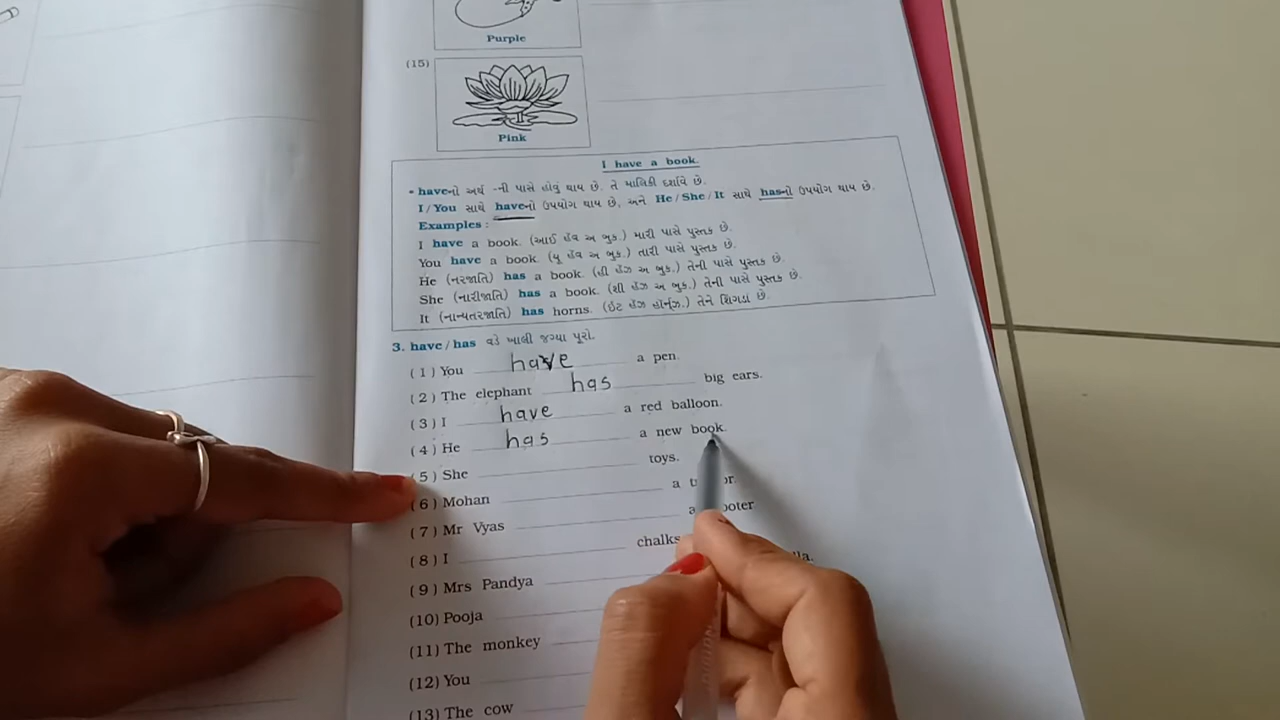 Purple
(15)
Pink
I have a book.
• haveનો અર્થ -ની પાસે હોવું થાય છે. તે માલિકી દર્શાવે છે.
I/You સાથે haveનો ઉપયોગ થાય છે, અને He/She/It સાથે hasનો ઉપયોગ થાય છે.
Examples :
I have a book. (આઈ હૅવ અ બુક.) મારી પાસે પુસ્તક છે.
You have a book. (યૂ હૅવ અ બુક.) તારી પાસે પુસ્તક છે.
He (નરજાતિ) has a book. (હી હૅઝ અ બુક.) તેની પાસે પુસ્તક છે.
She (નારીજાતિ) has a book. (શી હૅઝ અ બુક.) તેની પાસે પુસ્તક છે.
It (નાન્યતરજાતિ) has horns. (ઇટ હૅઝ હૉર્ન્ઝ.) તેને શિંગડાં છે.
3. have/has વડે ખાલી જગ્યા પૂરો.
(1) You have a pen.
(2) The elephant has big ears.
(3) I have a red balloon.
(4) He has a new book.
(5) She toys.
(6) Mohan a
(7) Mr Vyas a
(8) I chalks
(9) Mrs Pandya
(10) Pooja
(11) The monkey
(12) You
(13) The cow